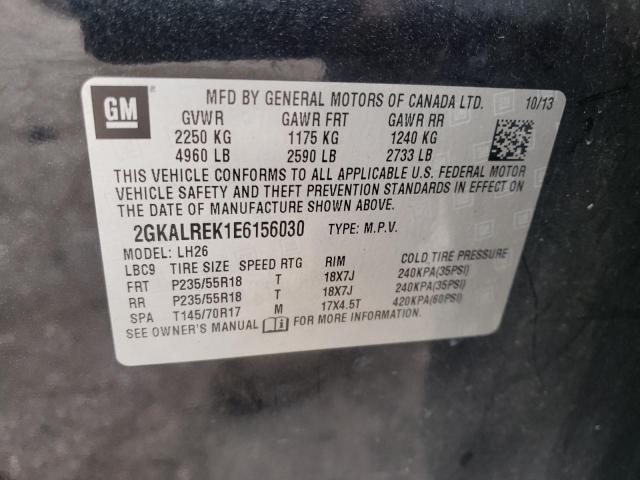 GM
MFD BY GENERAL MOTORS OF CANADA LTD. 10/13
GVWR GAWR FRT GAWR RR
2250 KG 1175 KG 1240 KG
4960 LB 2590 LB 2733 LB
THIS VEHICLE CONFORMS TO ALL APPLICABLE U.S. FEDERAL MOTOR
VEHICLE SAFETY AND THEFT PREVENTION STANDARDS IN EFFECT ON
THE DATE OF MANUFACTURE SHOWN ABOVE.
2GKALREK1E6156030 TYPE: M.P.V.
MODEL: LH26
LBC9 TIRE SIZE SPEED RTG RIM COLD TIRE PRESSURE
FRT P235/55R18 T 18X7J 240KPA(35PSI)
RR P235/55R18 T 18X7J 240KPA(35PSI)
SPA T145/70R17 M 17X4.5T 420KPA(60PSI)
SEE OWNER'S MANUAL FOR MORE INFORMATION.